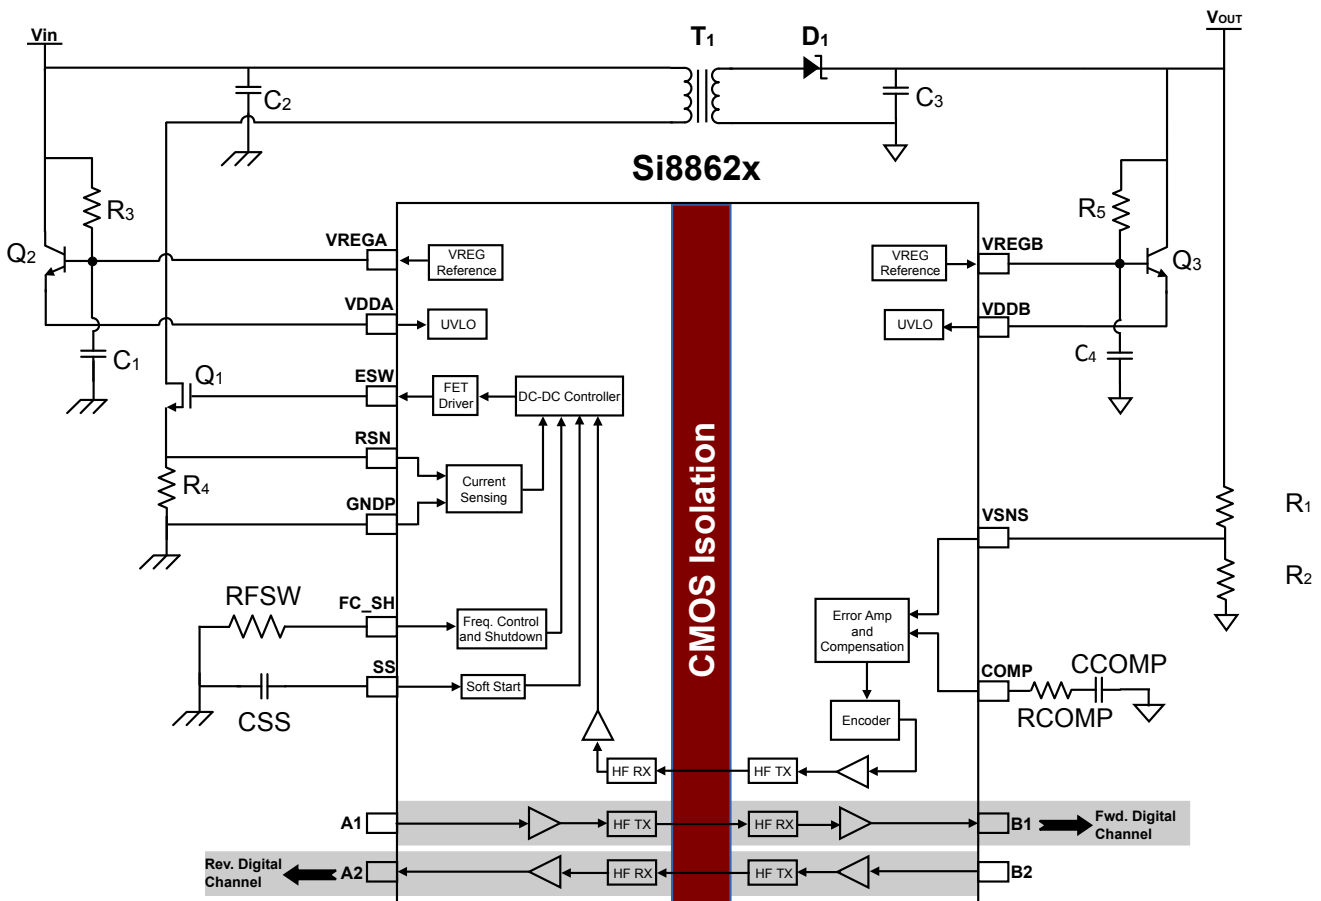 Vin
T1
D1
VOUT
C2
C3
Si8862x
R3
R5
Q2
VREGA
VREG
Reference
VREG
Reference
VREGB
Q3
VDDA
UVLO
UVLO
VDDB
C1
C4
Q1
ESW
FET
Driver
DC-DC Controller
RSN
R4
Current
Sensing
GNDP
CMOS Isolation
VSNS
R1
R2
RFSW
FC_SH
Freq. Control
and Shutdown
Error Amp
and
Compensation
SS
Soft Start
CSS
COMP
CCOMP
RCOMP
Encoder
HF RX
HF TX
A1
HF TX
HF RX
B1
Fwd. Digital
Channel
Rev. Digital
Channel
A2
HF RX
HF TX
B2